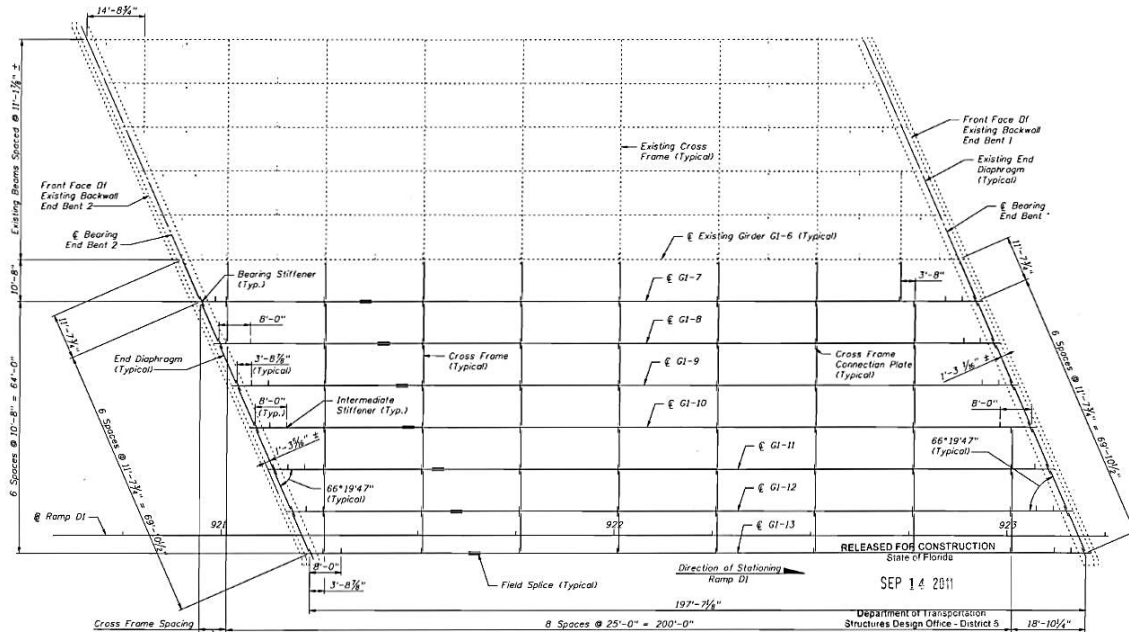 14'-8¾"
Existing Beams Spaced @ 11'-1⅞" ±
Front Face Of
Existing Backwall
End Bent 1
Existing Cross
Frame (Typical)
Existing End
Diaphragm
(Typical)
Front Face Of
Existing Backwall
End Bent 2
℄ Bearing
End Bent
℄ Bearing
End Bent 2
℄ Existing Girder G1-6 (Typical)
11'-7¾"
10'-8"
Bearing Stiffener
(Typ.)
℄ G1-7
3'-8"
11'-7¾"
8'-0"
℄ G1-8
End Diaphragm
(Typical)
3'-8⅞"
(Typical)
Cross Frame
(Typical)
℄ G1-9
Cross Frame
Connection Plate
(Typical)
1'-3 ⁵⁄₁₆" ±
6 Spaces @ 11'-7¾" = 69'-10½"
6 Spaces @ 10'-8" = 64'-0"
8'-0"
(Typ.)
Intermediate
Stiffener (Typ.)
℄ G1-10
8'-0"
1'-3⁵⁄₁₆" ±
℄ G1-11
66°19'47"
(Typical)
66°19'47"
(Typical)
6 Spaces @ 11'-7¾" = 69'-10½"
℄ G1-12
℄ Ramp D1
921
922
923
℄ G1-13
RELEASED FOR CONSTRUCTION
State of Florida
8'-0"
Field Splice (Typical)
Direction of Stationing
Ramp D1
SEP 14 2011
3'-8⅞"
197'-7⅛"
Department of Transportation
Structures Design Office - District 5
Cross Frame Spacing
8 Spaces @ 25'-0" = 200'-0"
18'-10¼"